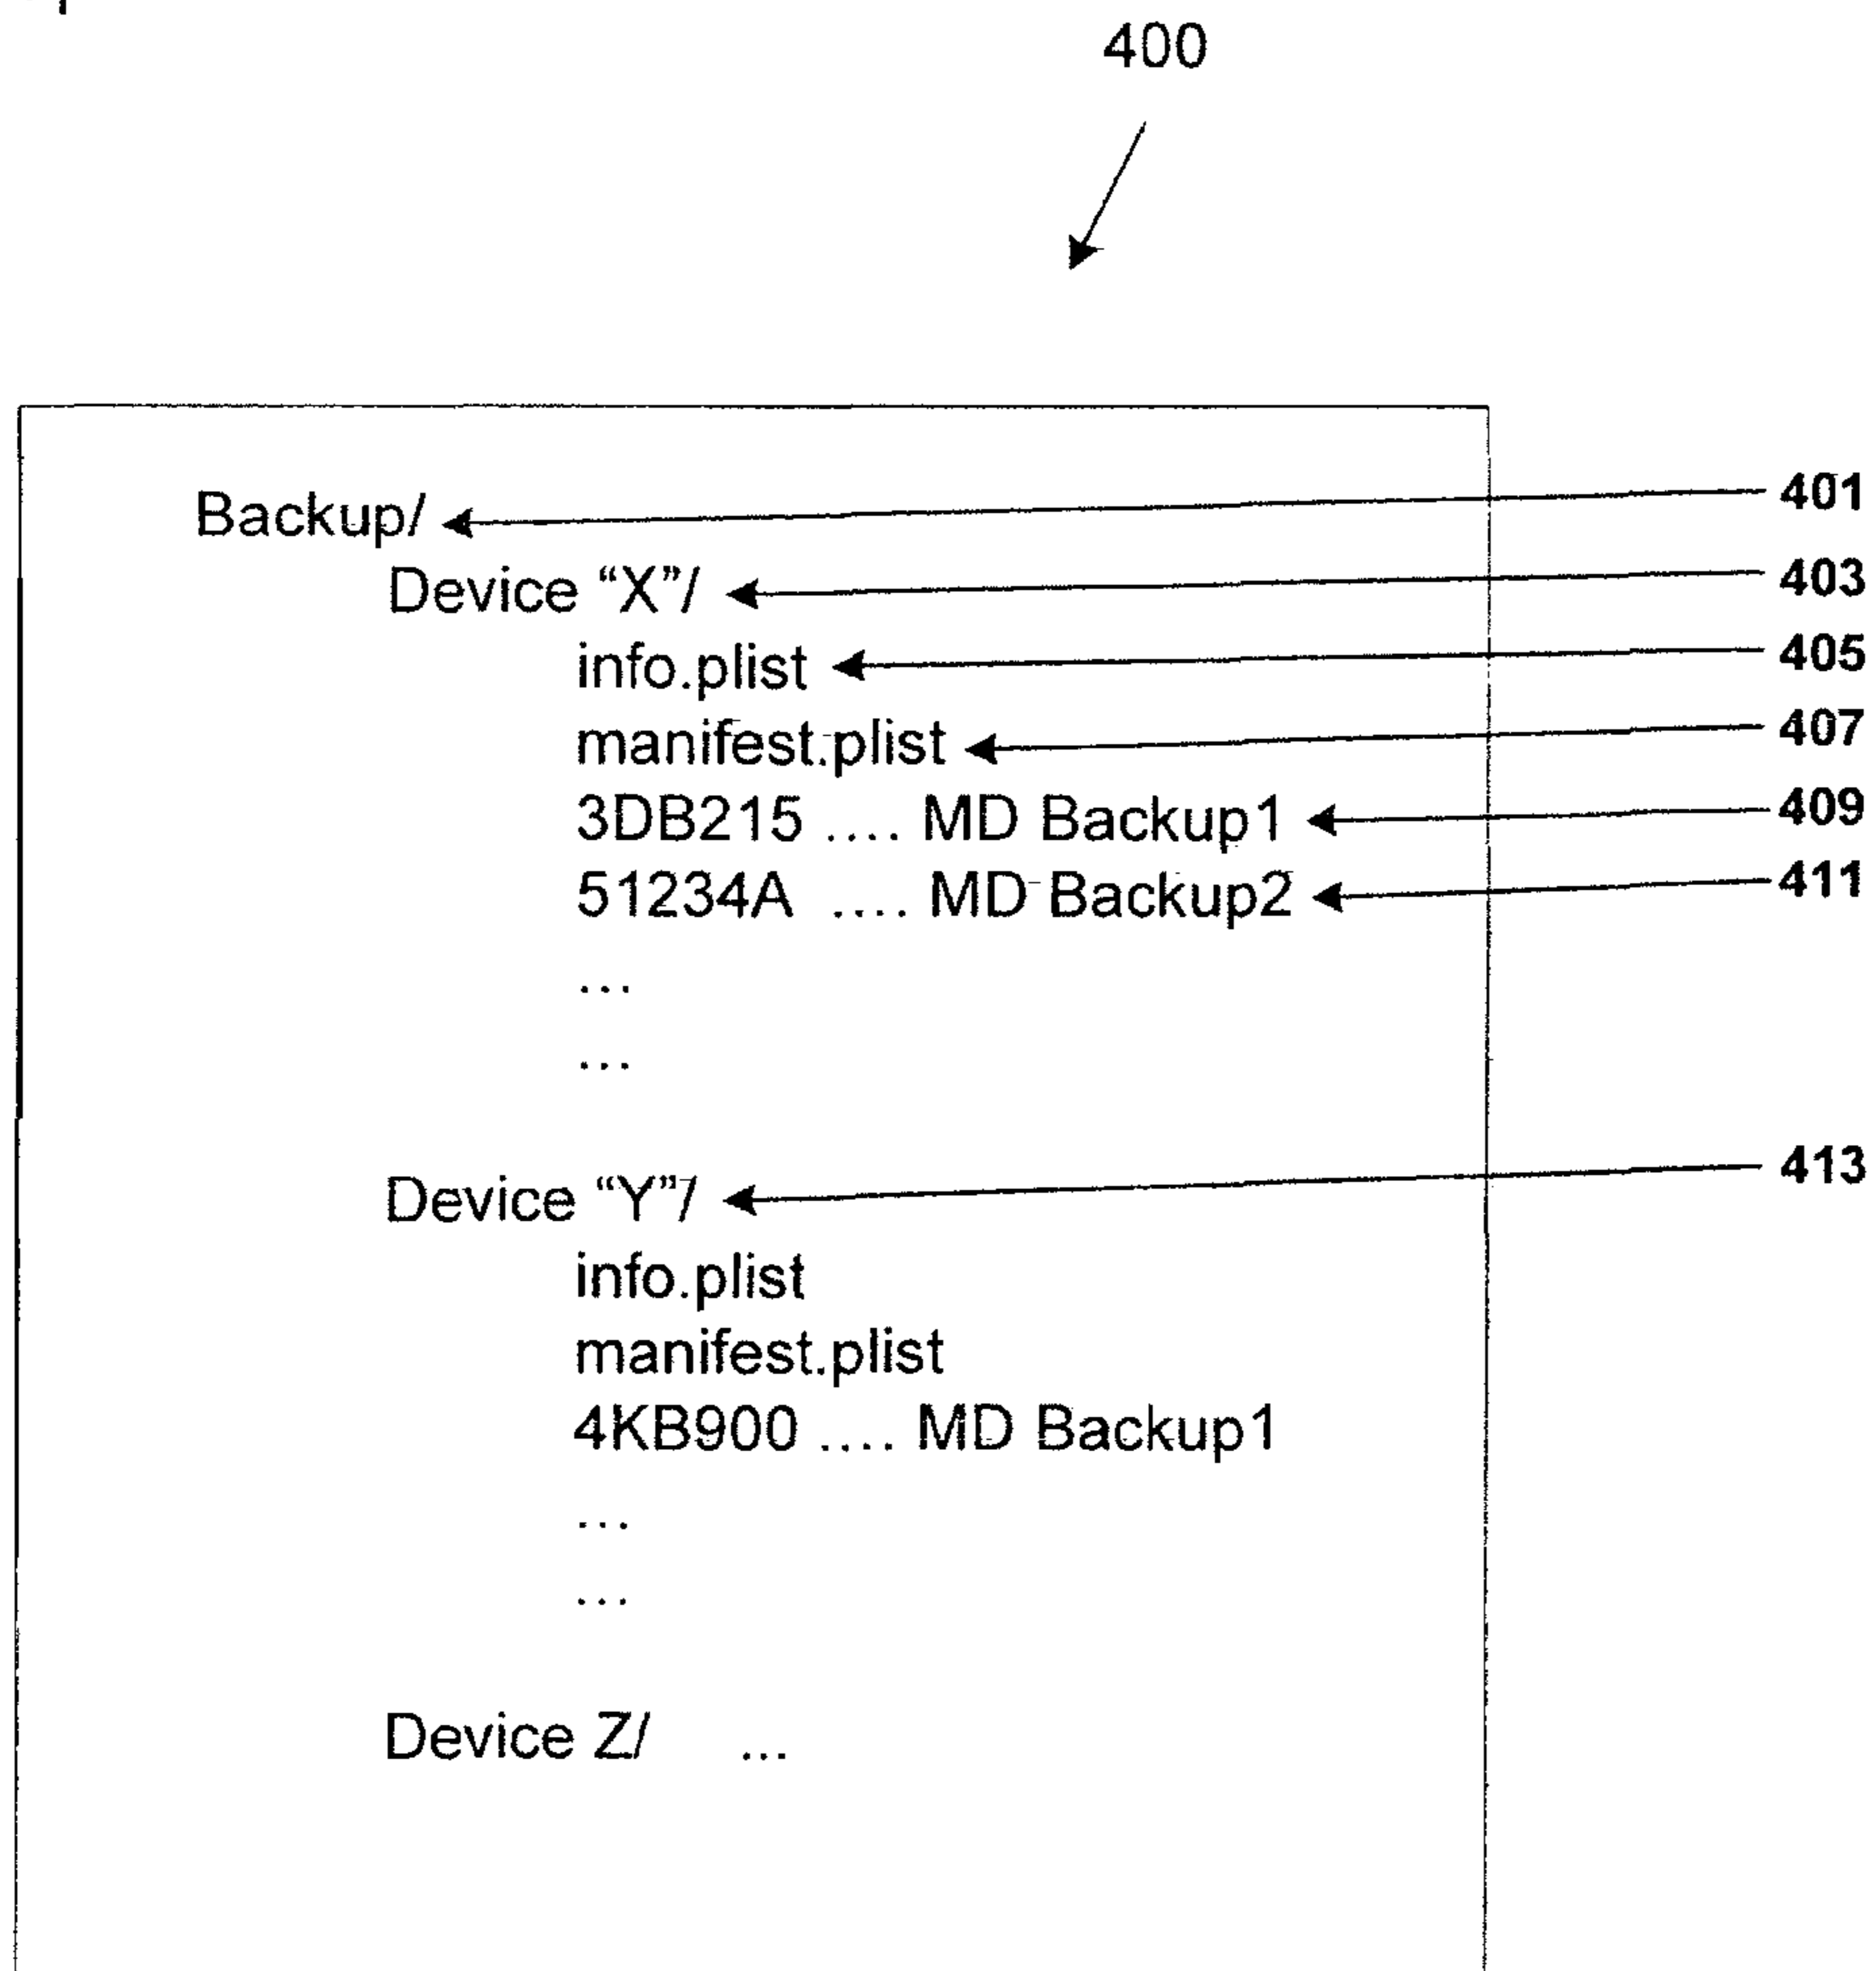 400
Backup/ 401
Device “X”/ 403
info.plist 405
manifest.plist 407
3DB215 .... MD Backup1 409
51234A .... MD Backup2 411
...
...
Device “Y”/ 413
info.plist
manifest.plist
4KB900 .... MD Backup1
...
...
Device Z/ ...